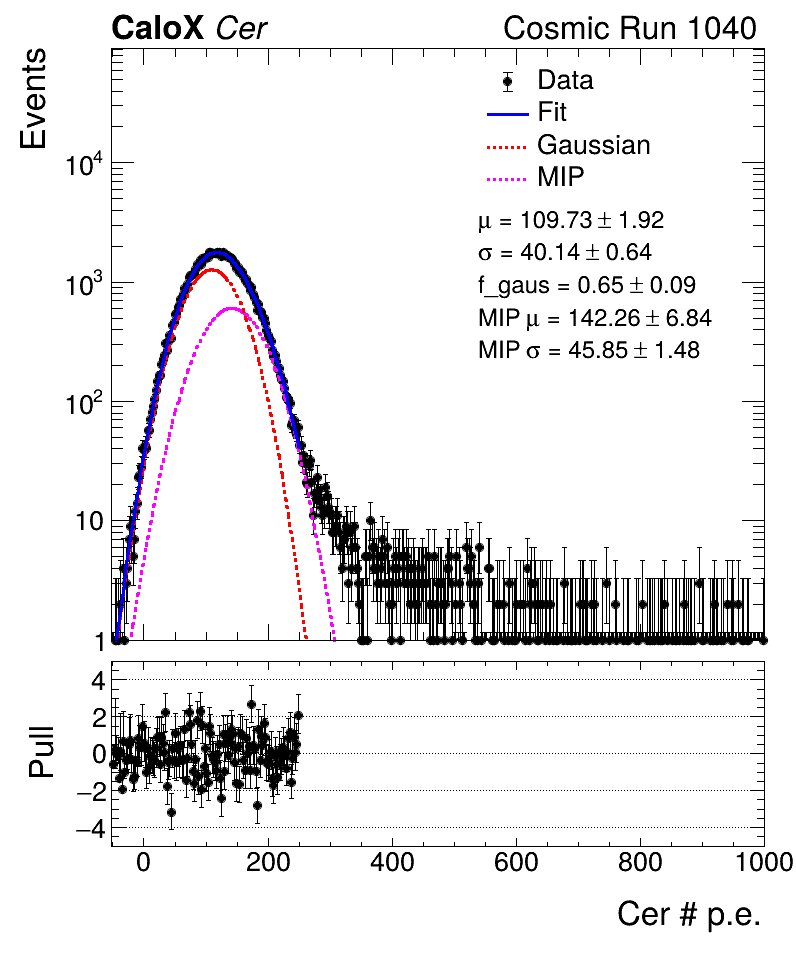 CaloX Cer Cosmic Run 1040
Events
Data
Fit
Gaussian
MIP
μ = 109.73 ± 1.92
σ = 40.14 ± 0.64
f_gaus = 0.65 ± 0.09
MIP μ = 142.26 ± 6.84
MIP σ = 45.85 ± 1.48
10⁴
10³
10²
10
1
Pull
4
2
0
−2
−4
0 200 400 600 800 1000
Cer # p.e.